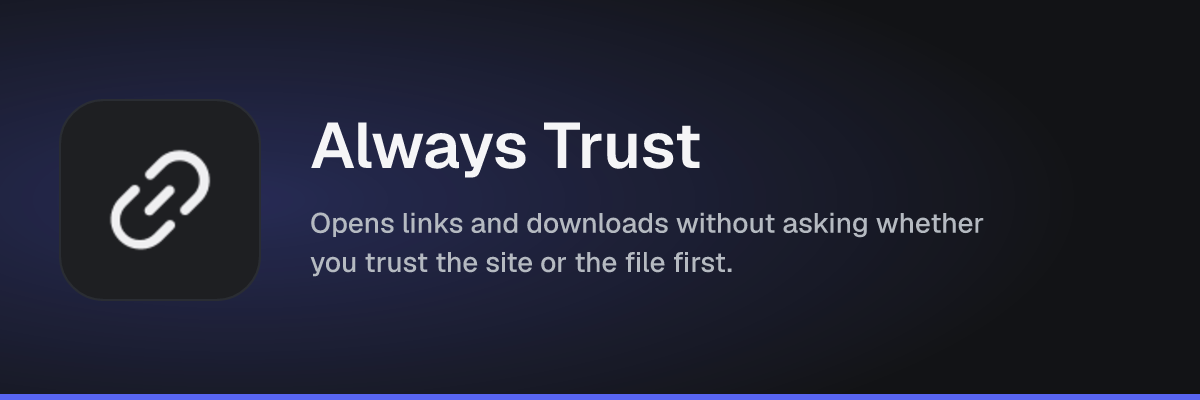 Always Trust
Opens links and downloads without asking whether
you trust the site or the file first.